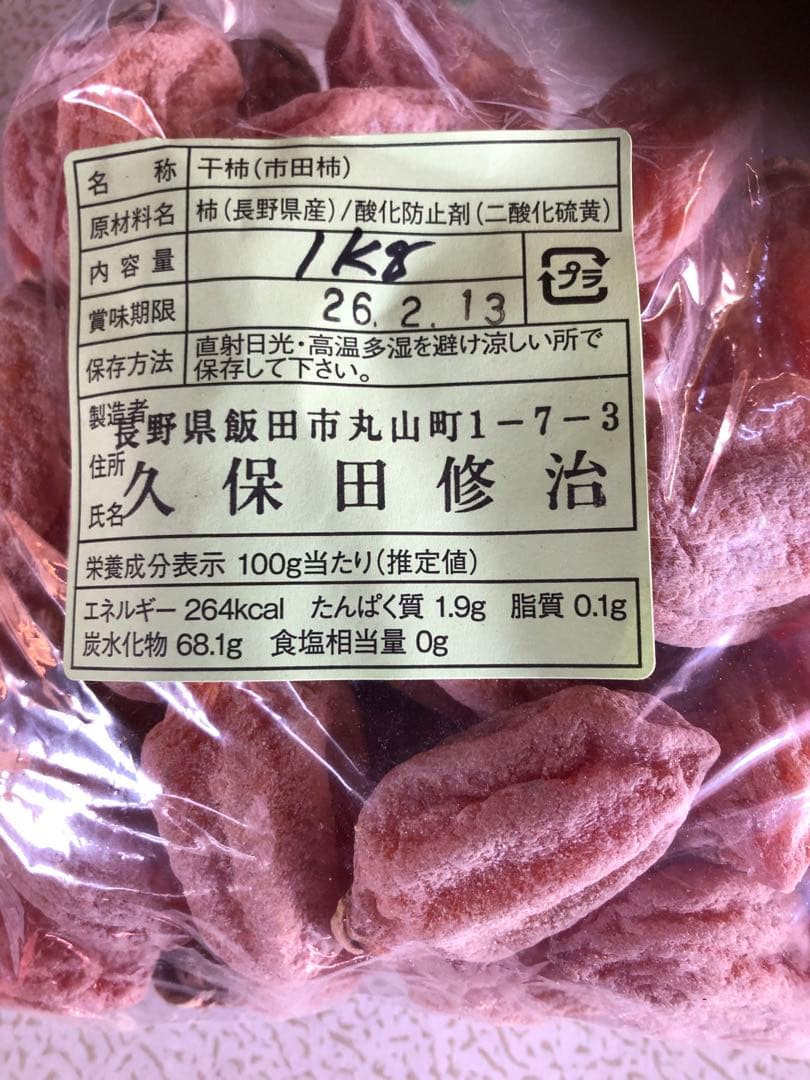 名称 干柿(市田柿)
原材料名 柿(長野県産)/酸化防止剤(二酸化硫黄)
内容量 1Kg
プラ
賞味期限 26.2.13
保存方法 直射日光・高温多湿を避け涼しい所で
保存して下さい。
製造者
長野県飯田市丸山町1-7-3
住所
久保田修治
氏名
栄養成分表示 100g当たり(推定値)
エネルギー 264kcal たんぱく質 1.9g 脂質 0.1g
炭水化物 68.1g 食塩相当量 0g